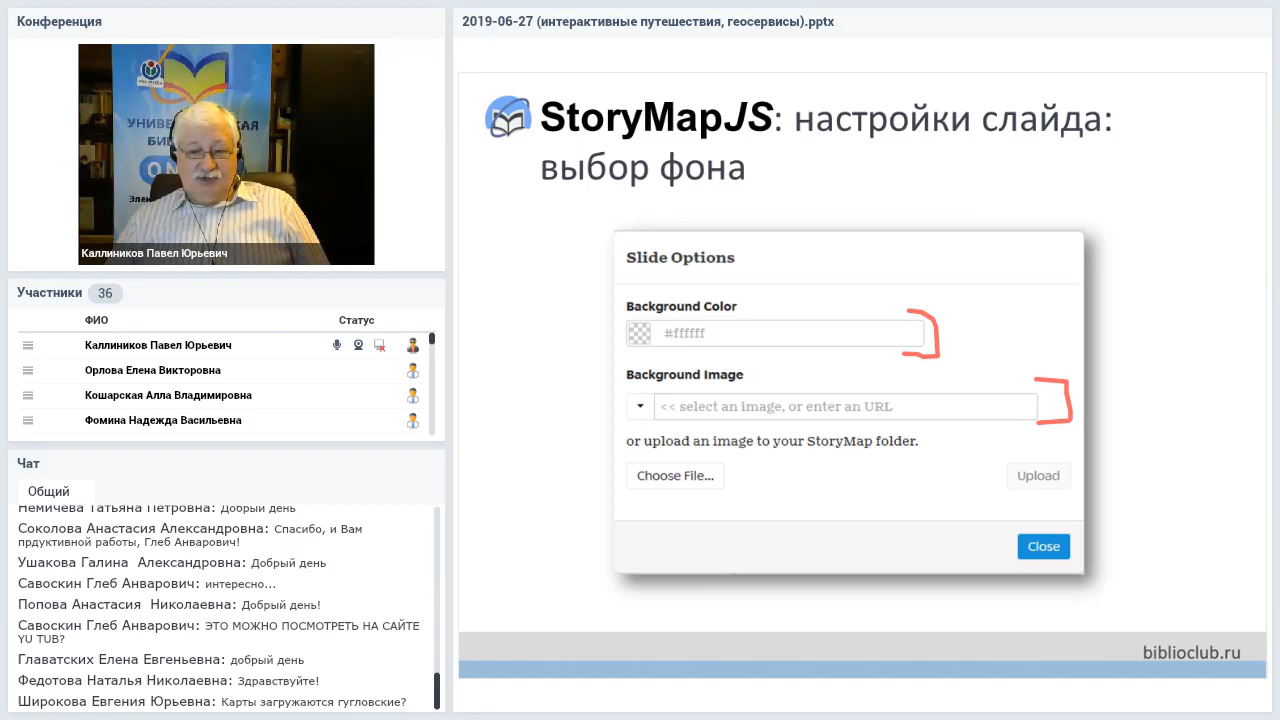 Конференция
УНИВЕ СКАЯ
БИБ
ON
Элек
Каллиников Павел Юрьевич
Участники 36
ФИО Статус
Каллиников Павел Юрьевич
Орлова Елена Викторовна
Кошарская Алла Владимировна
Фомина Надежда Васильевна
Чат
Общий
Немичева Татьяна Петровна: Добрый день
Соколова Анастасия Александровна: Спасибо, и Вам
прдуктивной работы, Глеб Анварович!
Ушакова Галина Александровна: Добрый день
Савоскин Глеб Анварович: интересно...
Попова Анастасия Николаевна: Добрый день!
Савоскин Глеб Анварович: ЭТО МОЖНО ПОСМОТРЕТЬ НА САЙТЕ
YU TUB?
Главатских Елена Евгеньевна: добрый день
Федотова Наталья Николаевна: Здравствуйте!
Широкова Евгения Юрьевна: Карты загружаются гугловские?
2019-06-27 (интерактивные путешествия, геосервисы).pptx
StoryMapJS: настройки слайда:
выбор фона
Slide Options
Background Color
#ffffff
Background Image
<< select an image, or enter an URL
or upload an image to your StoryMap folder.
Choose File... Upload
Close
biblioclub.ru